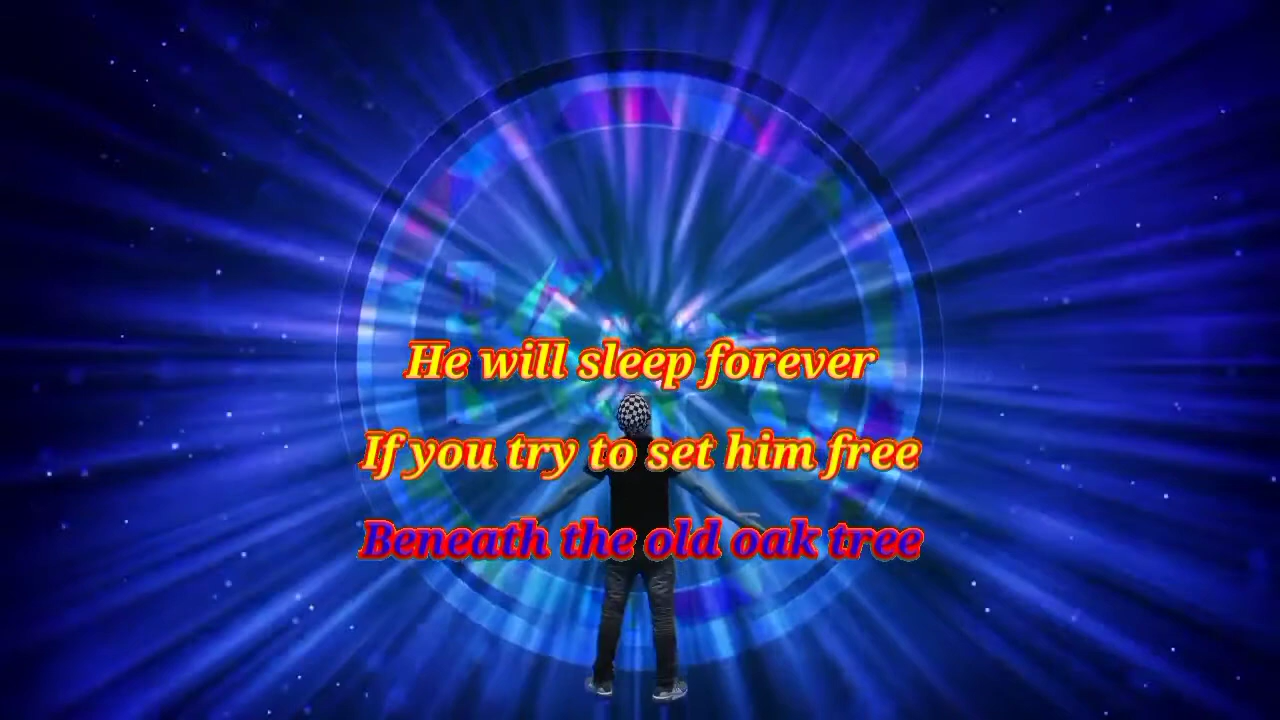 He will sleep forever
If you try to set him free
Beneath the old oak tree